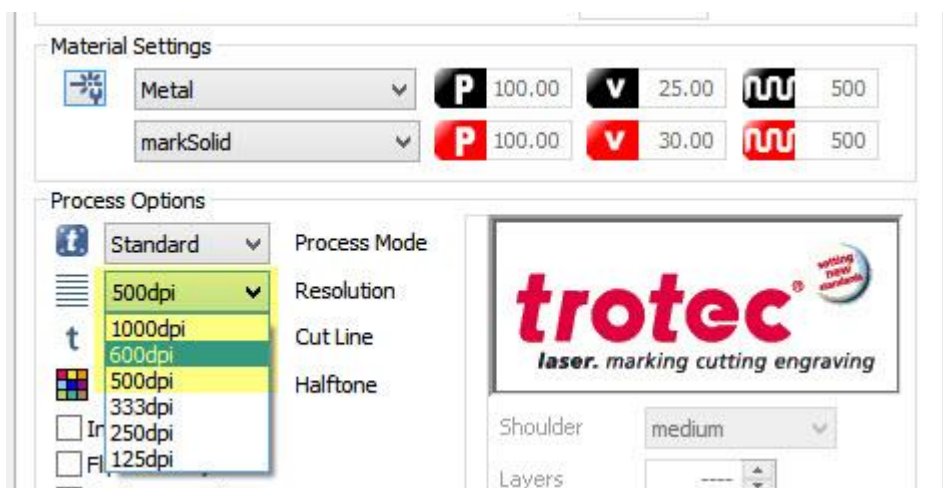 Material Settings
Metal P 100.00 v 25.00 500
markSolid P 100.00 v 30.00 500
Process Options
t Standard Process Mode
500dpi Resolution
t Cut Line
Halftone
1000dpi
600dpi
500dpi
333dpi
250dpi
125dpi
In
Fl
setting
new
standards
trotec®
laser. marking cutting engraving
Shoulder medium
Layers ----